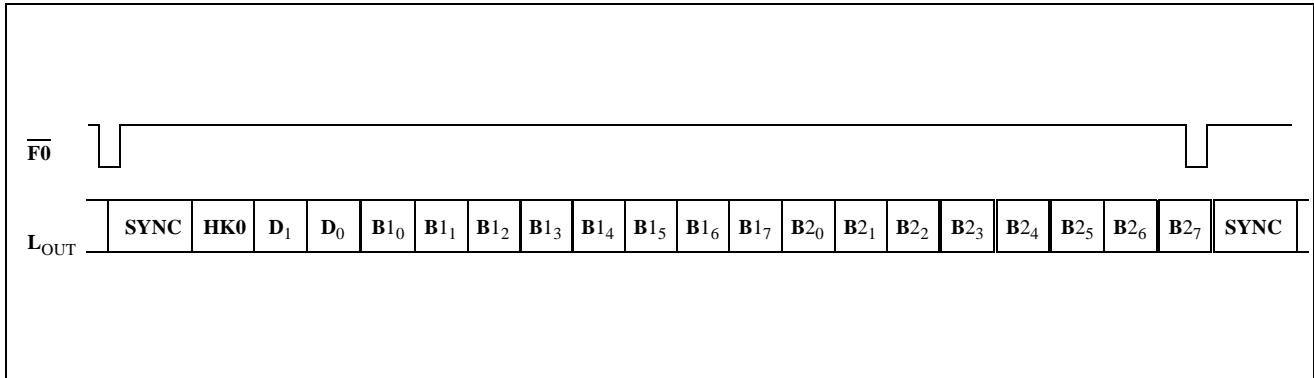 F0
L_OUT SYNC HK0 D₁ D₀ B1₀ B1₁ B1₂ B1₃ B1₄ B1₅ B1₆ B1₇ B2₀ B2₁ B2₂ B2₃ B2₄ B2₅ B2₆ B2₇ SYNC